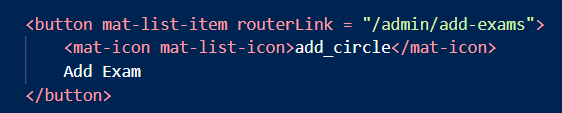 <button mat-list-item routerLink = "/admin/add-exams">
<mat-icon mat-list-icon>add_circle</mat-icon>
Add Exam
</button>